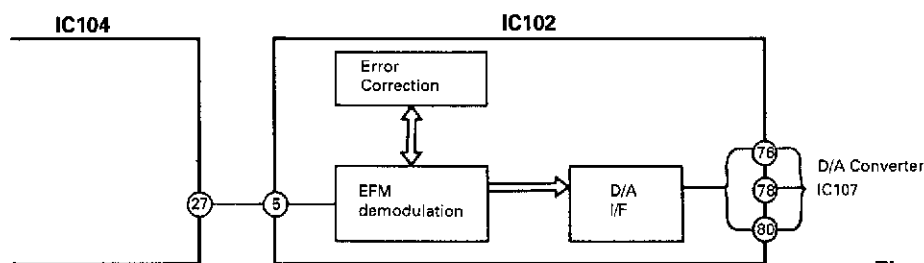 IC104
IC102
Error
Correction
EFM
demodulation
D/A
I/F
27
5
76
78
80
D/A Converter
IC107